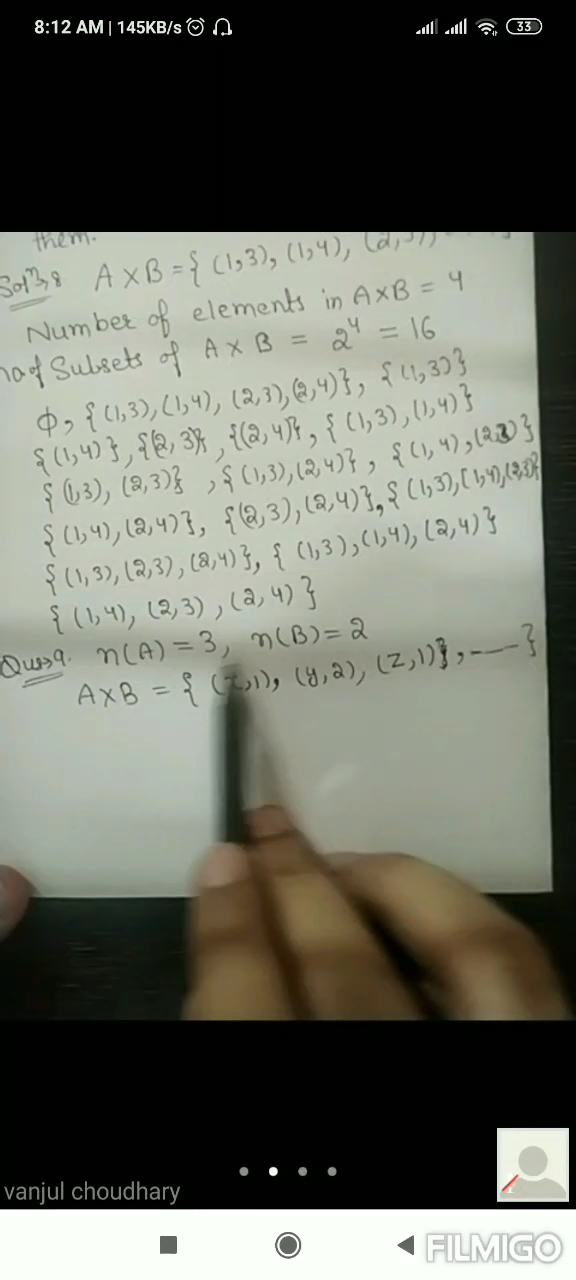 8:12 AM | 145KB/s
33
them.
Solⁿ 8 A×B = { (1,3), (1,4), (2,3),
Number of elements in A×B = 4
no of Subsets of A × B = 2⁴ = 16
Φ, { (1,3), (1,4), (2,3), (2,4)}, { (1,3)}
{ (1,4) }, {(2,3)}, {(2,4)}, { (1,3), (1,4)}
{ (1,3), (2,3)} , { (1,3), (2,4)} , { (1,4), (2,3)}
{ (1,4), (2,4)}, {(2,3), (2,4)}, { (1,3), (1,4), (2,3)}
{ (1,3), (2,3), (2,4)}, { (1,3) , (1,4), (2,4)}
{ (1,4), (2,3) , (2,4) }
Ques 9. n(A) = 3, n(B) = 2
A×B = { (x,1), (y,2), (z,1)} , —— }
vanjul choudhary
FILMIGO